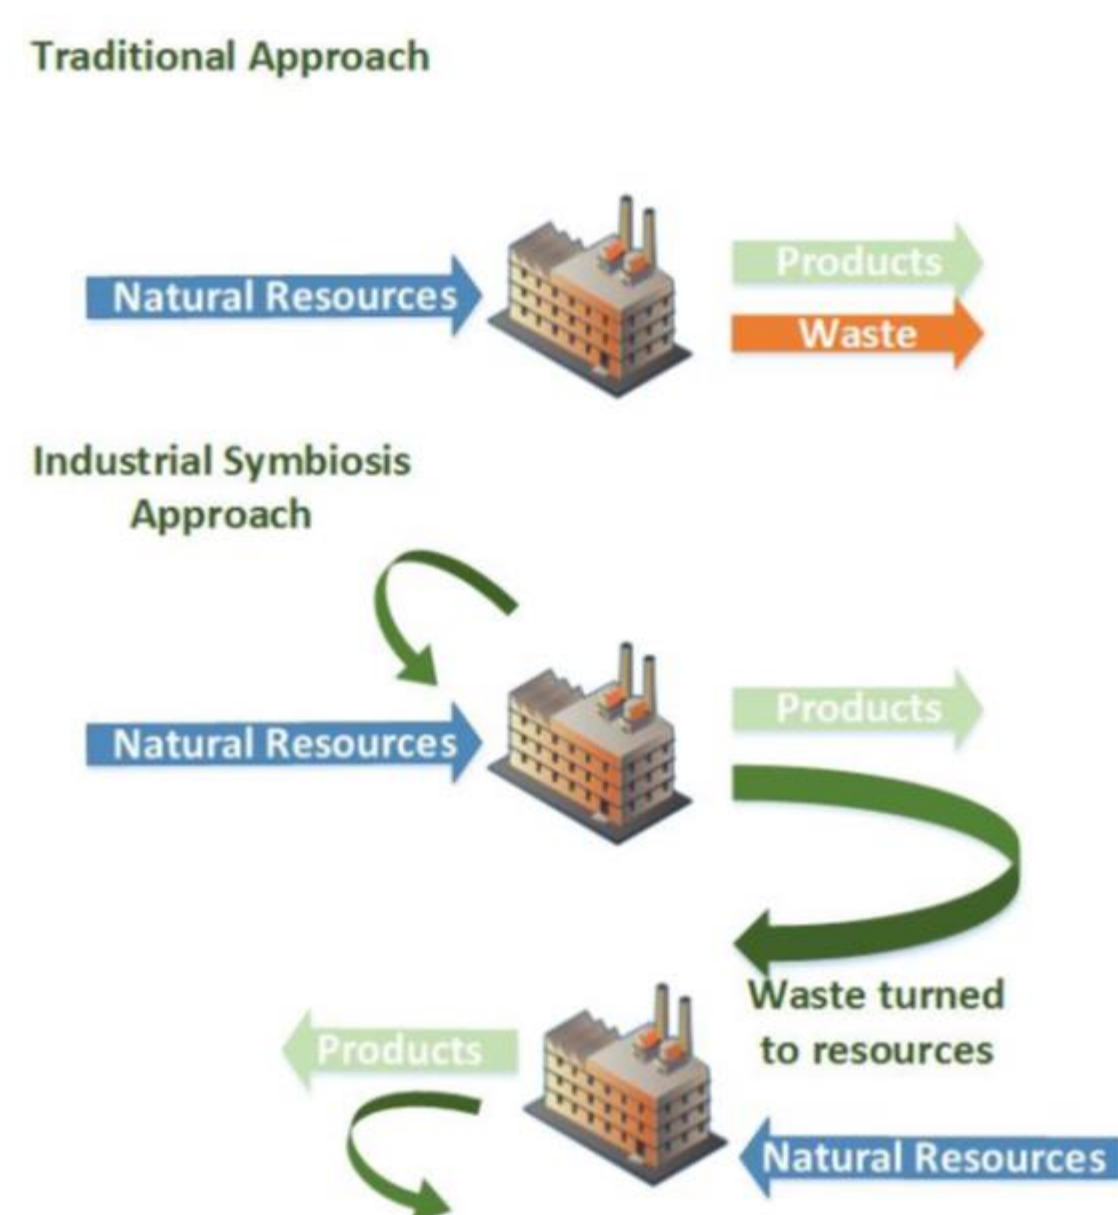 Traditional Approach
Natural Resources
Products
Waste
Industrial Symbiosis
Approach
Natural Resources
Products
Waste turned
to resources
Products
Natural Resources